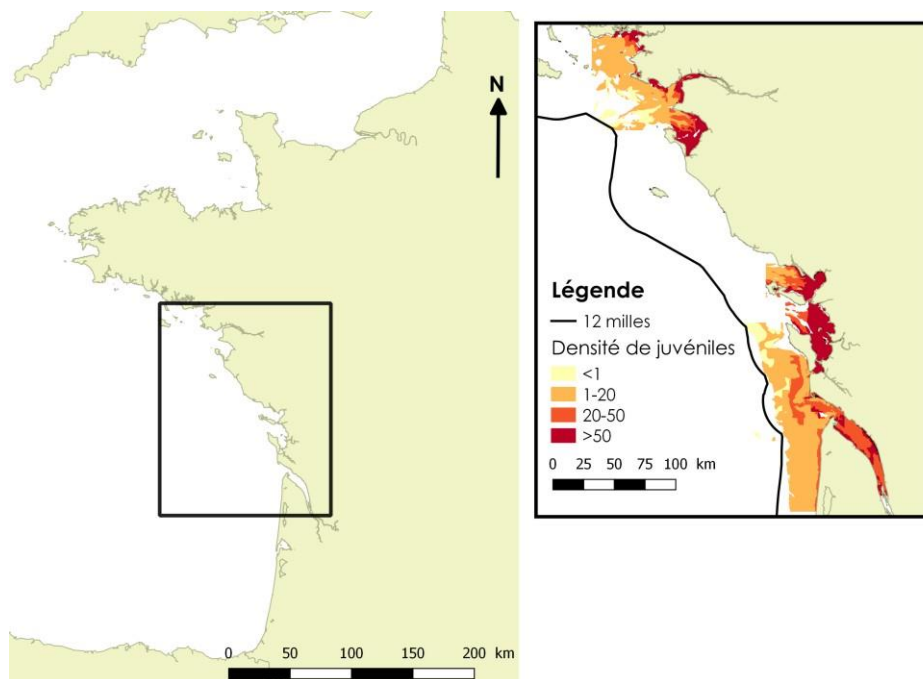 N
0 50 100 150 200 km
Légende
12 milles
Densité de juvéniles
<1
1-20
20-50
>50
0 25 50 75 100 km